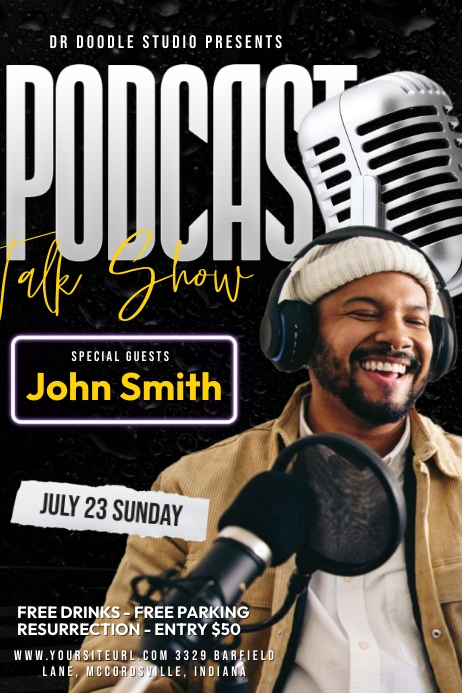 DR DOODLE STUDIO PRESENTS
PODCAST
Talk Show
SPECIAL GUESTS
John Smith
JULY 23 SUNDAY
FREE DRINKS - FREE PARKING
RESURRECTION - ENTRY $50
WWW.YOURSITEURL.COM 3329 BARFIELD
LANE, MCCORDSVILLE, INDIANA